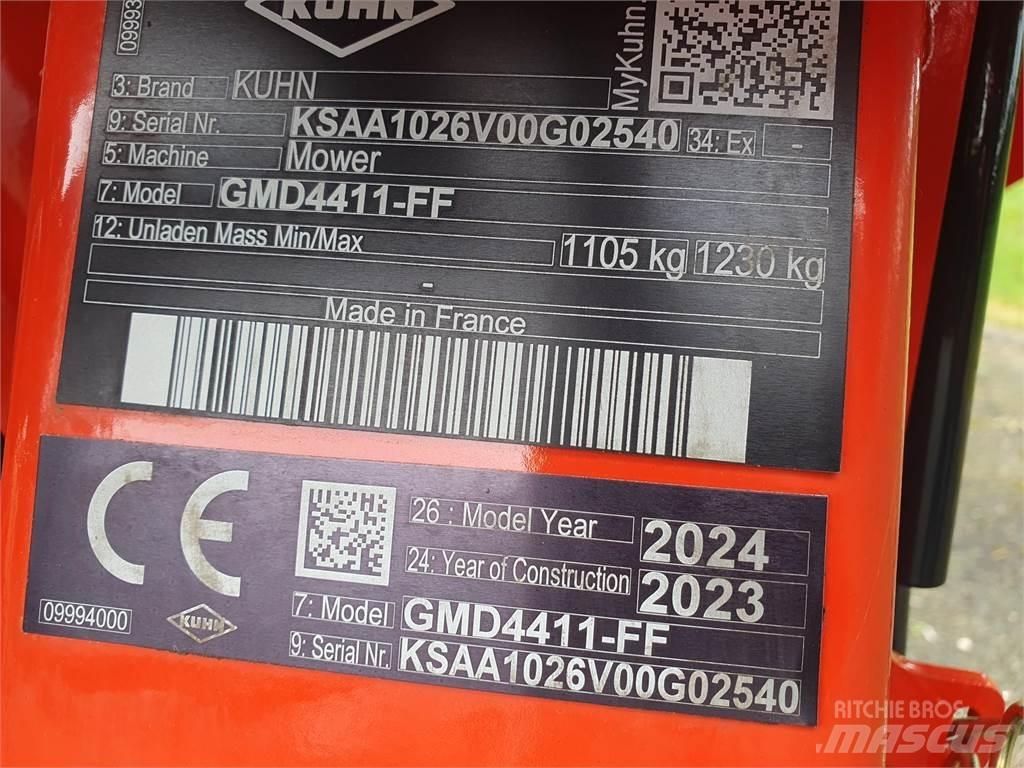 KUHN
09993
MyKuhn
3: Brand KUHN
9: Serial Nr. KSAA1026V00G02540 34: Ex -
5: Machine Mower
7: Model GMD4411-FF
12: Unladen Mass Min/Max 1105 kg 1230 kg
-
Made in France
CE
26 : Model Year 2024
24: Year of Construction 2023
7: Model GMD4411-FF
9: Serial Nr. KSAA1026V00G02540
09994000
KUHN
RITCHIE BROS
MASCUS